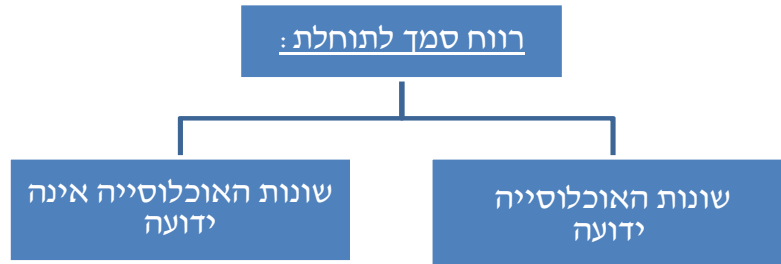 רווח סמך לתוחלת :
שונות האוכלוסייה
ידועה
שונות האוכלוסייה אינה
ידועה